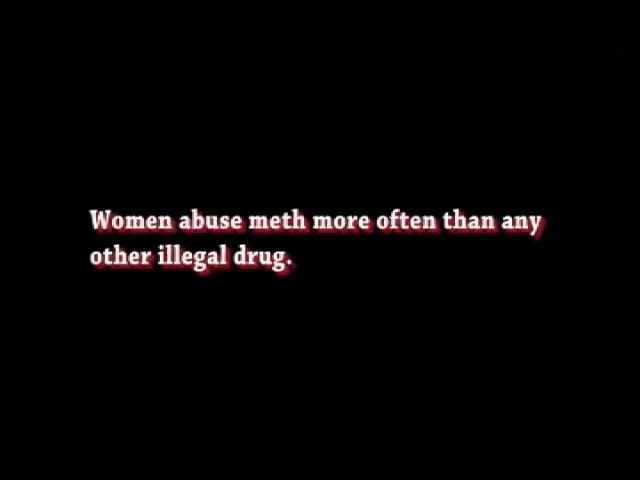 Women abuse meth more often than any
other illegal drug.